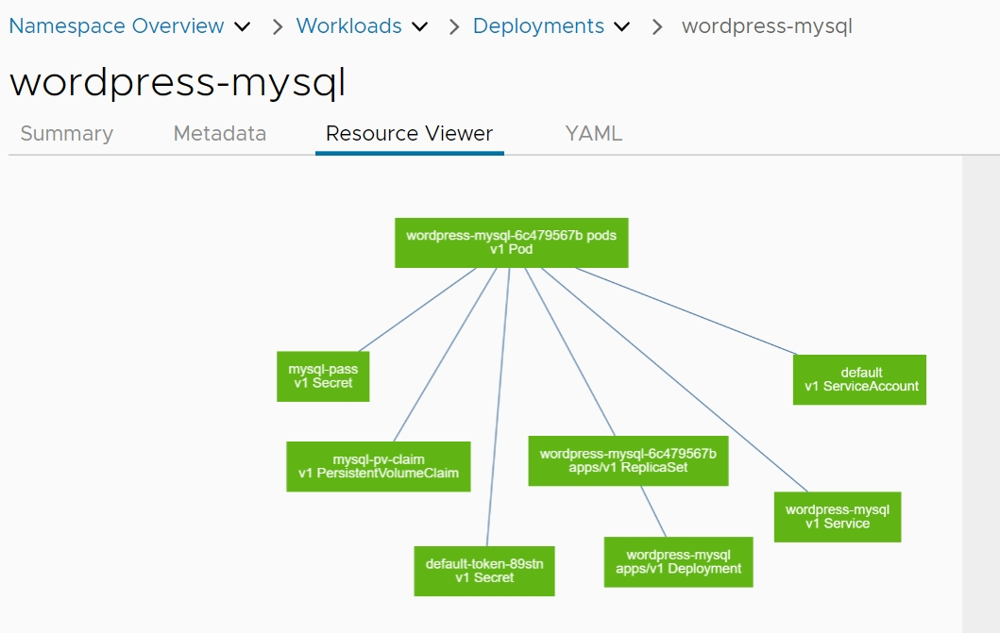 Namespace Overview > Workloads > Deployments > wordpress-mysql
wordpress-mysql
Summary Metadata Resource Viewer YAML
wordpress-mysql-6c479567b pods
v1 Pod
mysql-pass
v1 Secret
default
v1 ServiceAccount
mysql-pv-claim
v1 PersistentVolumeClaim
wordpress-mysql-6c479567b
apps/v1 ReplicaSet
wordpress-mysql
v1 Service
default-token-89stn
v1 Secret
wordpress-mysql
apps/v1 Deployment